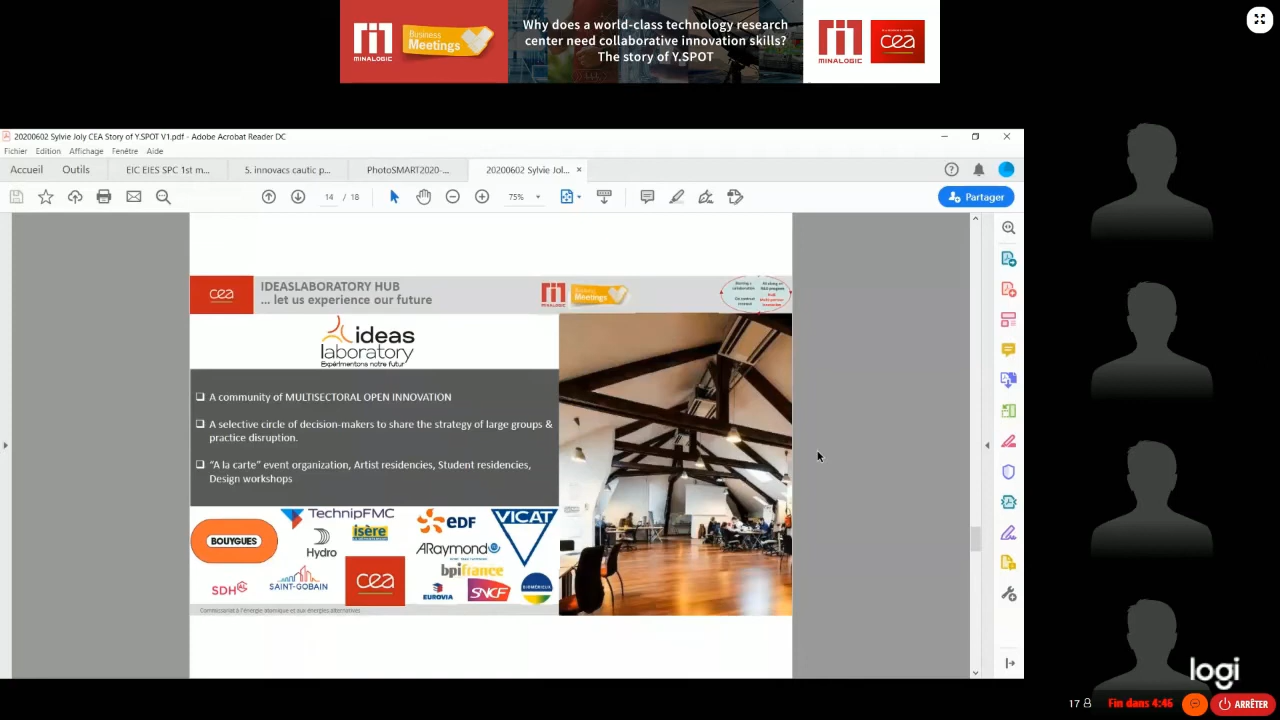 MINALOGIC
Business
Meetings
Why does a world-class technology research
center need collaborative innovation skills?
The story of Y.SPOT
MINALOGIC
cea
20200602 Sylvie Joly CEA Story of Y.SPOT V1.pdf - Adobe Acrobat Reader DC
Fichier Edition Affichage Fenêtre Aide
Accueil Outils EIC EIES SPC 1st m... 5. innovacs cautic p... PhotoSMART2020-... 20200602 Sylvie Jol... ×
14 / 18 75%
Partager
cea
IDEASLABORATORY HUB
... let us experience our future
Meetings
ideas
laboratory
Expérimentons notre futur
❑ A community of MULTISECTORAL OPEN INNOVATION
❑ A selective circle of decision-makers to share the strategy of large groups &
practice disruption.
❑ “A la carte” event organization, Artist residencies, Student residencies,
Design workshops
BOUYGUES
TechnipFMC
isère
Hydro
EDF
VICAT
ARaymond
bpifrance
SDH
SAINT-GOBAIN
cea
EUROVIA
SNCF
BIOMÉRIEUX
Commissariat à l'énergie atomique et aux énergies alternatives
logi
17
Fin dans 4:46
ARRÊTER